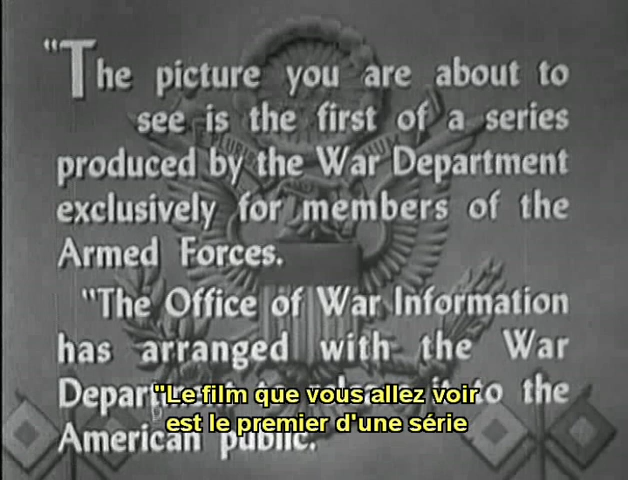 "The picture you are about to
see is the first of a series
produced by the War Department
exclusively for members of the
Armed Forces.
"The Office of War Information
has arranged with the War
to the
American public.
"Le film que vous allez voir
est le premier d'une série